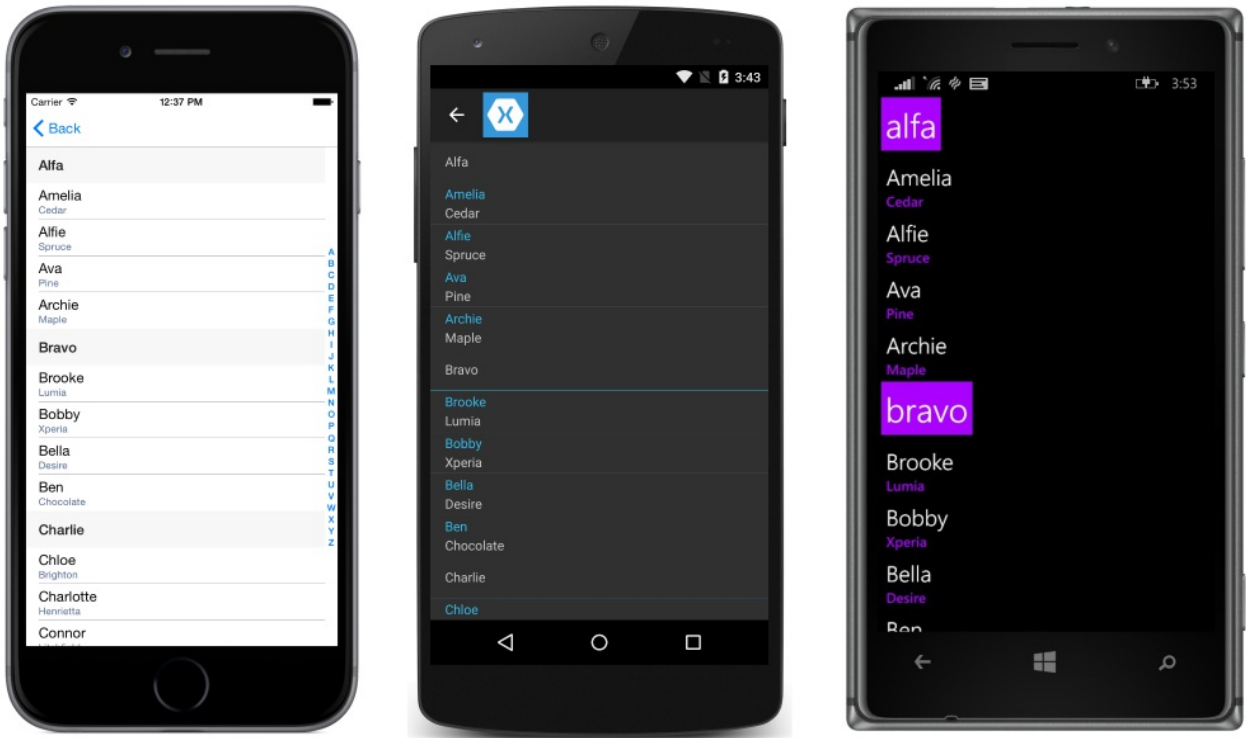 Carrier 12:37 PM
Back
Alfa
Amelia
Cedar
Alfie
Spruce
Ava
Pine
Archie
Maple
Bravo
Brooke
Lumia
Bobby
Xperia
Bella
Desire
Ben
Chocolate
Charlie
Chloe
Brighton
Charlotte
Henrietta
Connor
A
B
C
D
E
F
G
H
I
J
K
L
M
N
O
P
Q
R
S
T
U
V
W
X
Y
Z
3:43
X
Alfa
Amelia
Cedar
Alfie
Spruce
Ava
Pine
Archie
Maple
Bravo
Brooke
Lumia
Bobby
Xperia
Bella
Desire
Ben
Chocolate
Charlie
Chloe
3:53
alfa
Amelia
Cedar
Alfie
Spruce
Ava
Pine
Archie
Maple
bravo
Brooke
Lumia
Bobby
Xperia
Bella
Desire
Ben